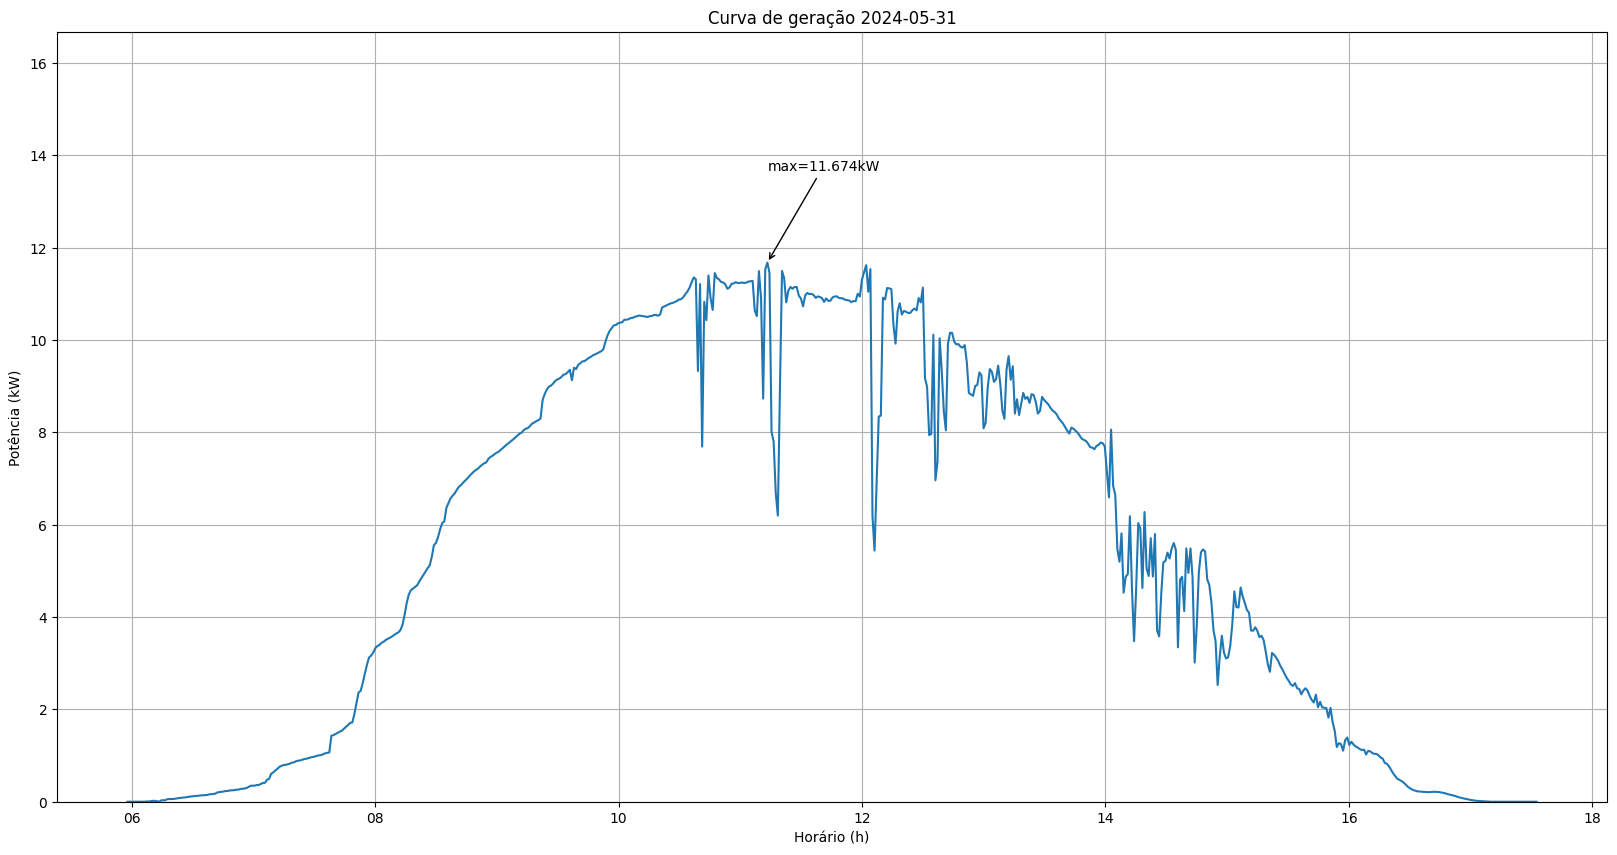 Curva de geração 2024-05-31
16
14
max=11.674kW
12
10
8
6
4
2
0
Potência (kW)
06 08 10 12 14 16 18
Horário (h)